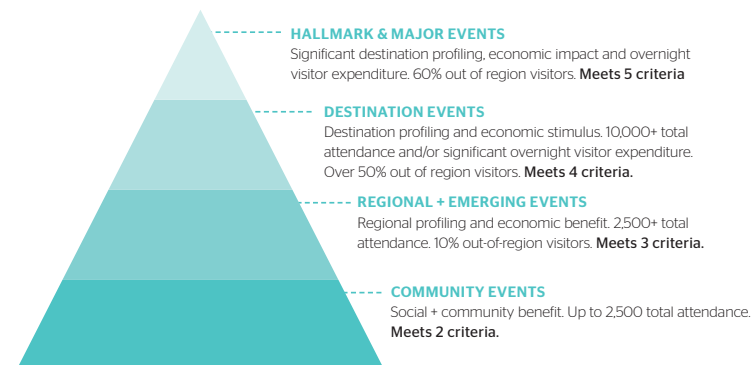 HALLMARK & MAJOR EVENTS
Significant destination profiling, economic impact and overnight
visitor expenditure. 60% out of region visitors. Meets 5 criteria
DESTINATION EVENTS
Destination profiling and economic stimulus. 10,000+ total
attendance and/or significant overnight visitor expenditure.
Over 50% out of region visitors. Meets 4 criteria.
REGIONAL + EMERGING EVENTS
Regional profiling and economic benefit. 2,500+ total
attendance. 10% out-of-region visitors. Meets 3 criteria.
COMMUNITY EVENTS
Social + community benefit. Up to 2,500 total attendance.
Meets 2 criteria.